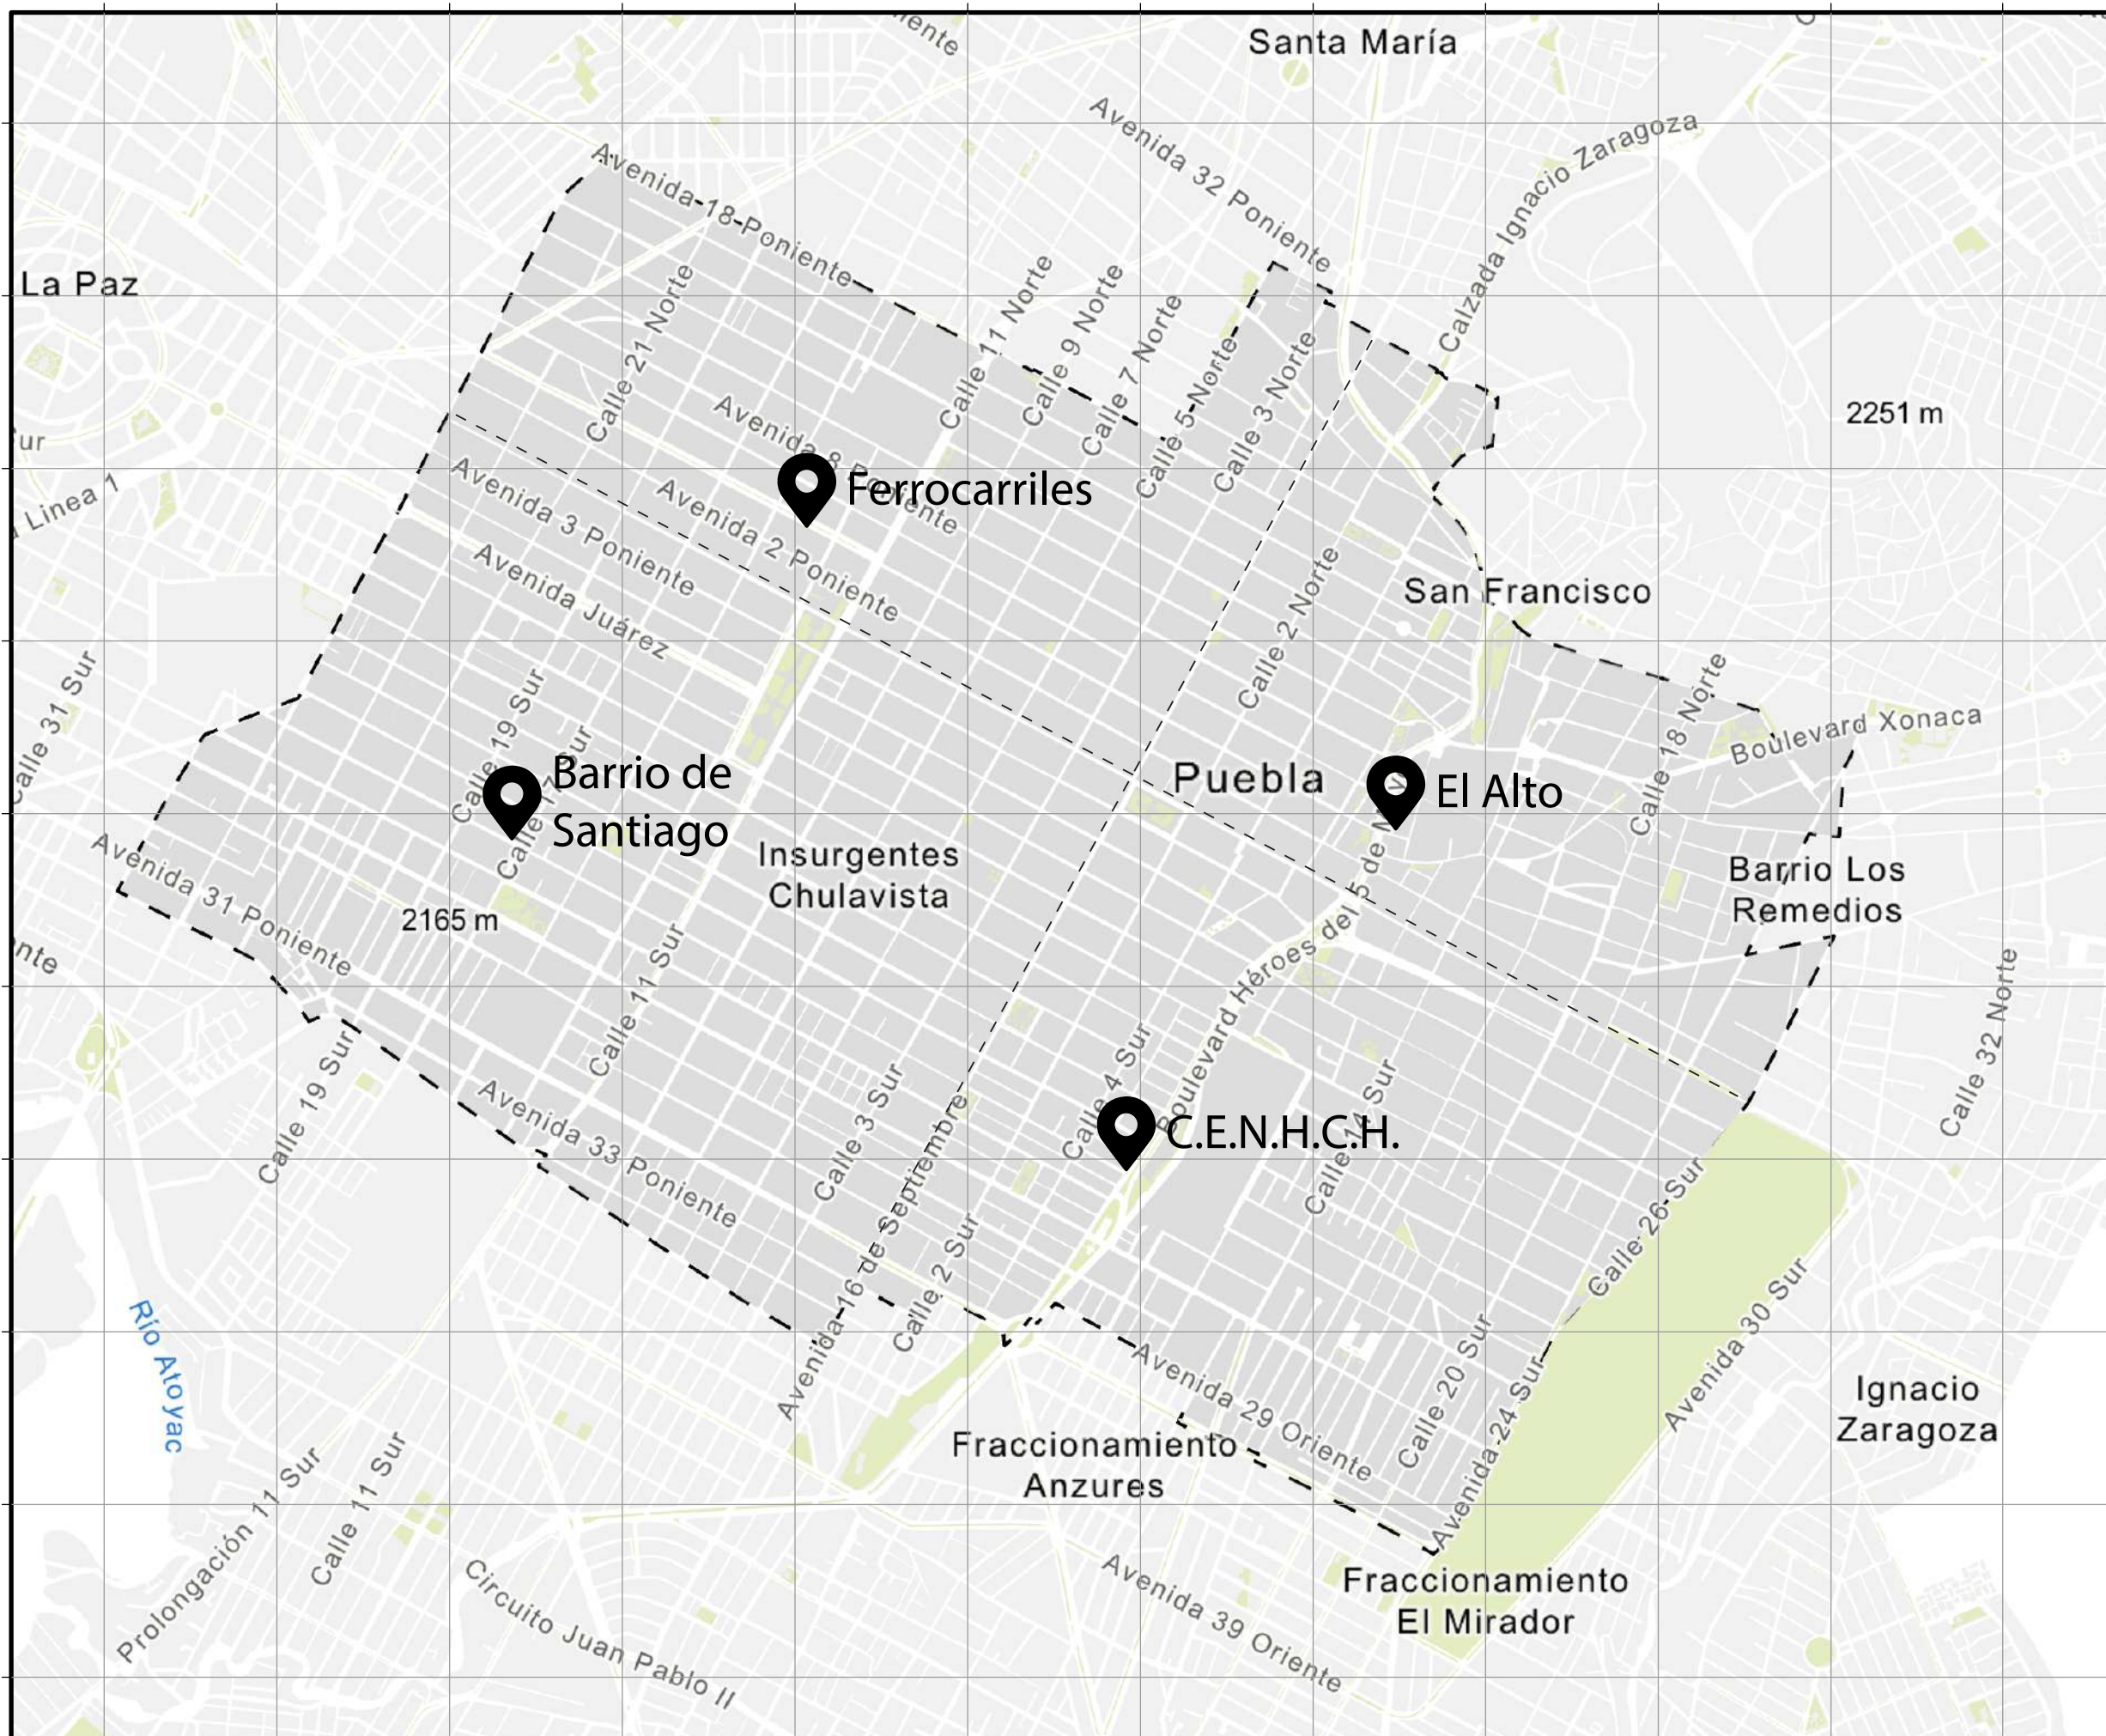 Santa María
Avenida 32 Poniente
Calzada Ignacio Zaragoza
Avenida 18 Poniente
La Paz
Calle 21 Norte
Calle 11 Norte
Calle 9 Norte
Calle 7 Norte
Calle 5 Norte
Calle 3 Norte
2251 m
Avenida 8 Poniente
Ferrocarriles
Linea 1
Avenida 3 Poniente
Avenida 2 Poniente
Avenida Juárez
Calle 2 Norte
San Francisco
Calle 31 Sur
Calle 19 Sur
Calle 17 Sur
Calle 18 Norte
Boulevard Xonaca
Barrio de
Santiago
Puebla
El Alto
Avenida 31 Poniente
2165 m
Insurgentes
Chulavista
Barrio Los
Remedios
Calle 11 Sur
Boulevard Héroes del 5 de
Calle 32 Norte
Calle 19 Sur
Avenida 33 Poniente
Calle 3 Sur
Calle 4 Sur
C.E.N.H.C.H.
Calle 14 Sur
Avenida 16 de Septiembre
Calle 2 Sur
Calle 26 Sur
Avenida 30 Sur
Río Atoyac
Avenida 29 Oriente
Calle 20 Sur
Avenida 24 Sur
Ignacio
Zaragoza
Fraccionamiento
Anzures
Prolongación 11 Sur
Calle 11 Sur
Circuito Juan Pablo II
Avenida 39 Oriente
Fraccionamiento
El Mirador